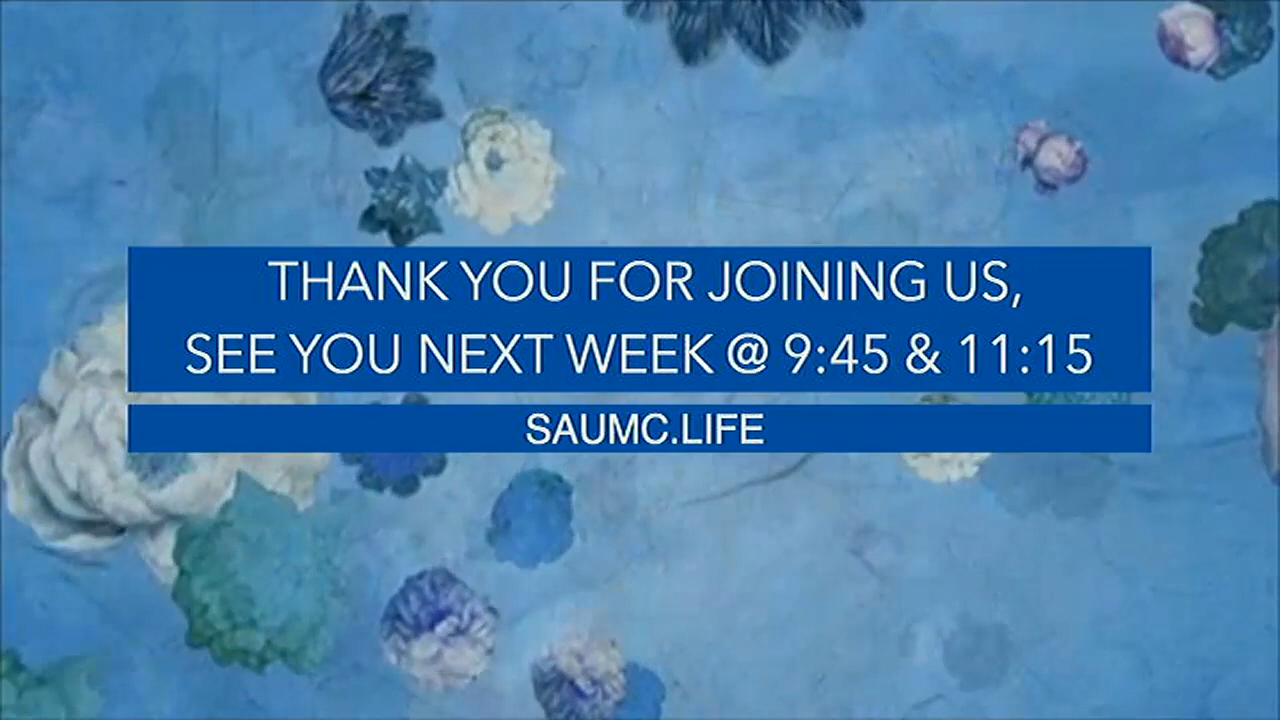 THANK YOU FOR JOINING US,
SEE YOU NEXT WEEK @ 9:45 & 11:15
SAUMC.LIFE